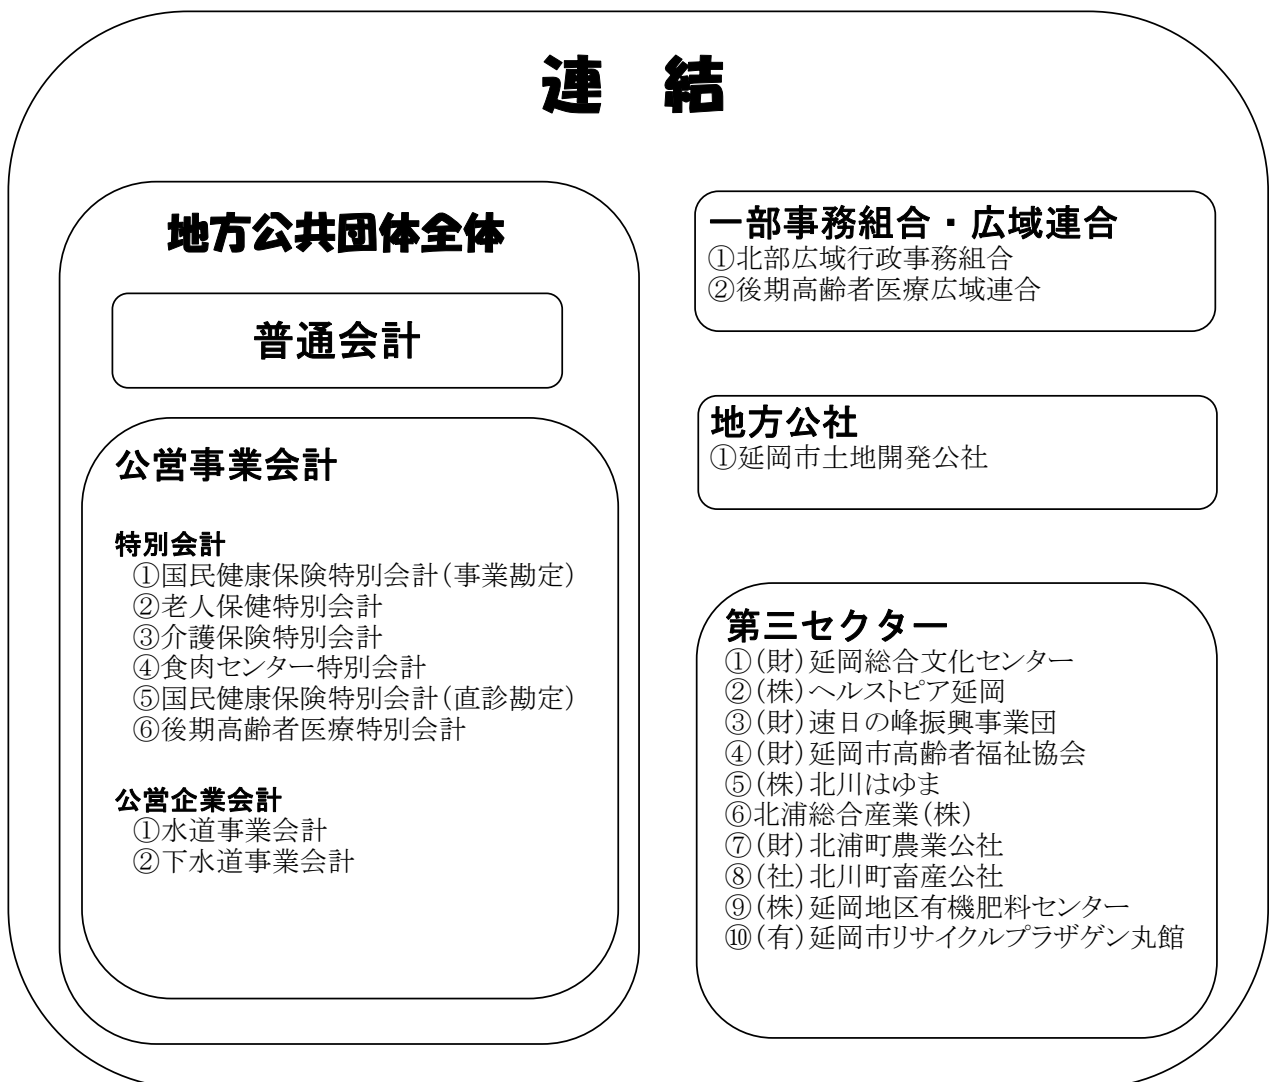 連 結
地方公共団体全体
普通会計
公営事業会計
特別会計
①国民健康保険特別会計(事業勘定)
②老人保健特別会計
③介護保険特別会計
④食肉センター特別会計
⑤国民健康保険特別会計(直診勘定)
⑥後期高齢者医療特別会計
公営企業会計
①水道事業会計
②下水道事業会計
一部事務組合・広域連合
①北部広域行政事務組合
②後期高齢者医療広域連合
地方公社
①延岡市土地開発公社
第三セクター
①(財)延岡総合文化センター
②(株)ヘルストピア延岡
③(財)速日の峰振興事業団
④(財)延岡市高齢者福祉協会
⑤(株)北川はゆま
⑥北浦総合産業(株)
⑦(財)北浦町農業公社
⑧(社)北川町畜産公社
⑨(株)延岡地区有機肥料センター
⑩(有)延岡市リサイクルプラザゲン丸館